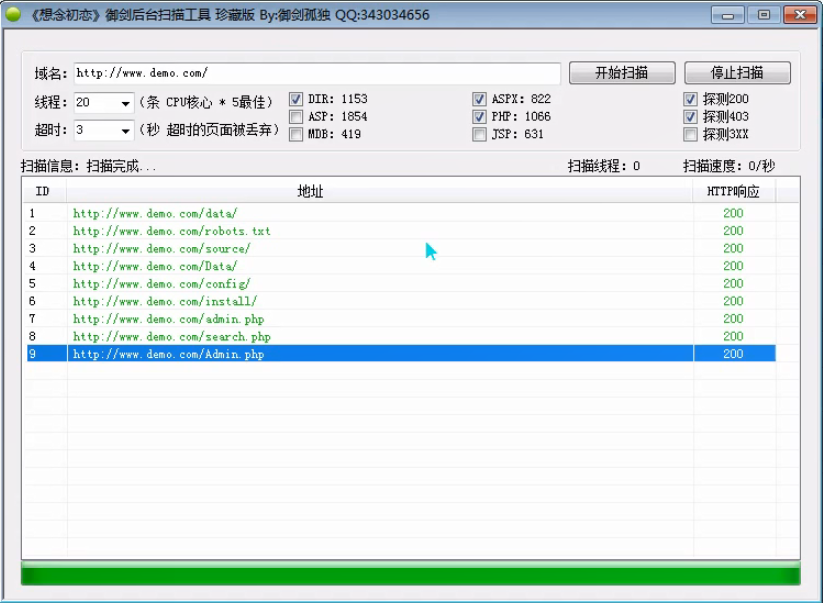 《想念初恋》御剑后台扫描工具 珍藏版 By:御剑孤独 QQ:343034656
域名: http://www.demo.com/ 开始扫描 停止扫描
线程: 20 (条 CPU核心 * 5最佳) DIR: 1153 ASPX: 822 探测200
ASP: 1854 PHP: 1066 探测403
超时: 3 (秒 超时的页面被丢弃) MDB: 419 JSP: 631 探测3XX
扫描信息: 扫描完成... 扫描线程: 0 扫描速度: 0/秒
ID 地址 HTTP响应
1 http://www.demo.com/data/ 200
2 http://www.demo.com/robots.txt 200
3 http://www.demo.com/source/ 200
4 http://www.demo.com/Data/ 200
5 http://www.demo.com/config/ 200
6 http://www.demo.com/install/ 200
7 http://www.demo.com/admin.php 200
8 http://www.demo.com/search.php 200
9 http://www.demo.com/Admin.php 200